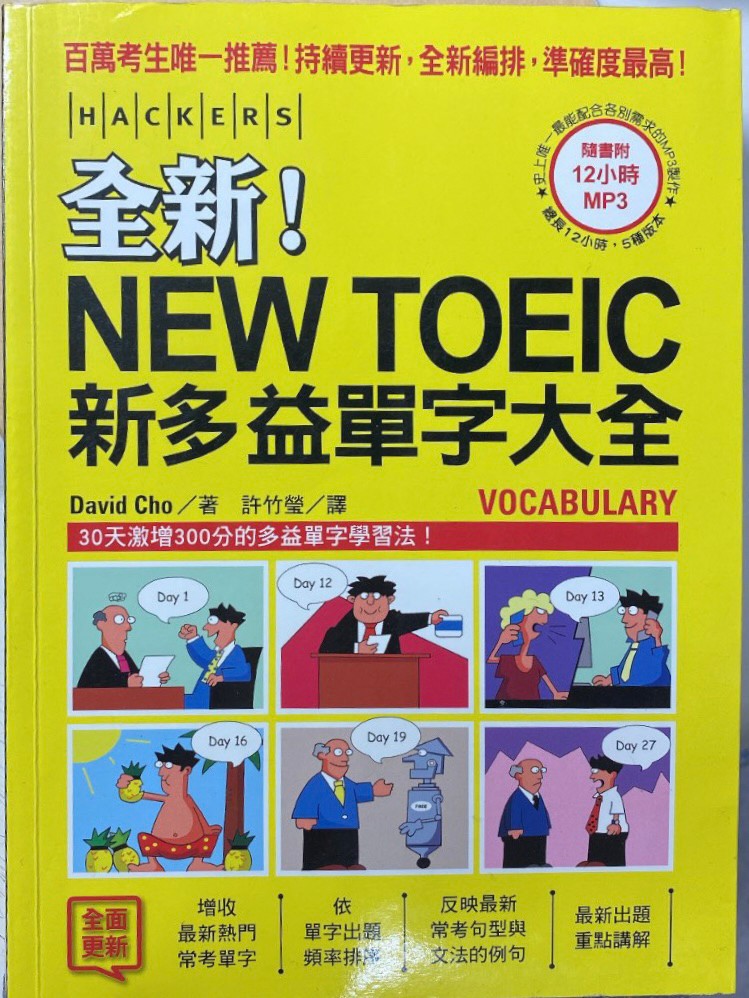 百萬考生唯一推薦!持續更新,全新編排,準確度最高!
HACKERS
★史上唯一最能配合各別需求的MP3製作★
隨書附
12小時
MP3
總長12小時,5種版本
全新!
NEW TOEIC
新多益單字大全
David Cho／著 許竹瑩／譯
VOCABULARY
30天激增300分的多益單字學習法!
Day 1
Day 12
Day 13
Day 16
Day 19
Day 27
全面
更新
增收
最新熱門
常考單字
依
單字出題
頻率排序
反映最新
常考句型與
文法的例句
最新出題
重點講解